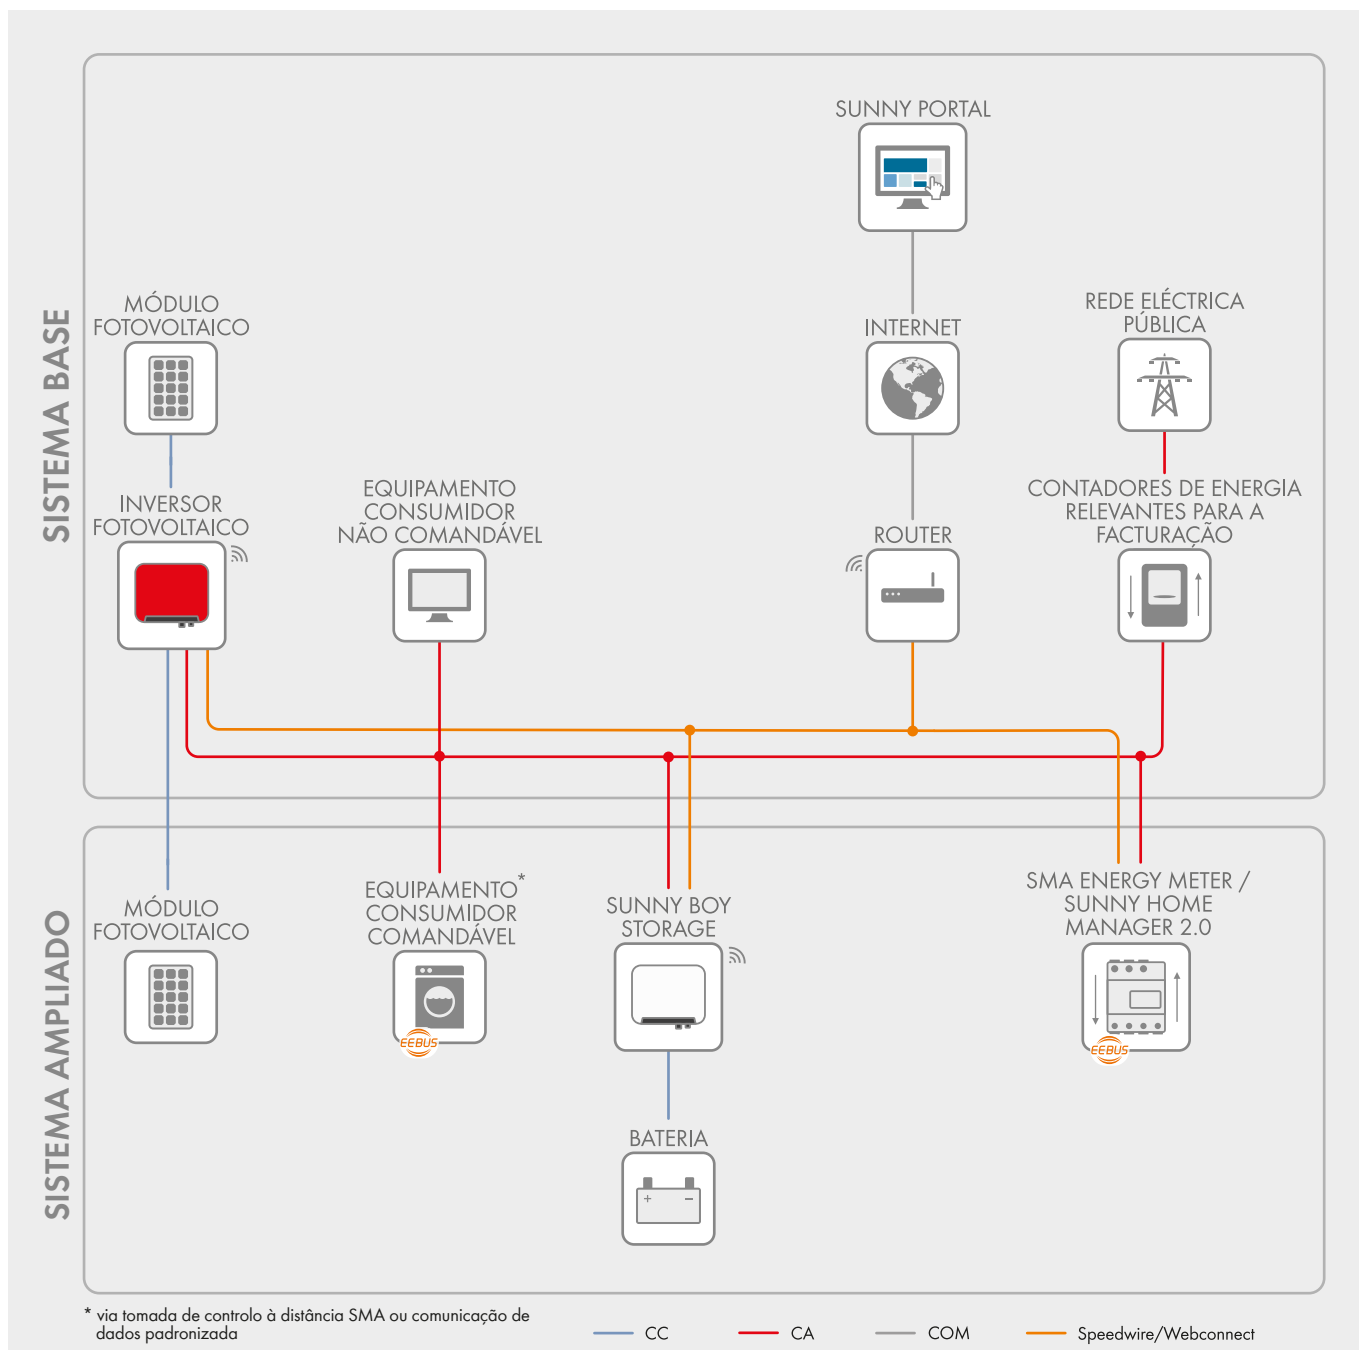 SISTEMA BASE
SUNNY PORTAL
MÓDULO
FOTOVOLTAICO
INTERNET
REDE ELÉCTRICA
PÚBLICA
INVERSOR
FOTOVOLTAICO
EQUIPAMENTO
CONSUMIDOR
NÃO COMANDÁVEL
ROUTER
CONTADORES DE ENERGIA
RELEVANTES PARA A
FACTURAÇÃO
SISTEMA AMPLIADO
MÓDULO
FOTOVOLTAICO
EQUIPAMENTO*
CONSUMIDOR
COMANDÁVEL
EEBUS
SUNNY BOY
STORAGE
SMA ENERGY METER /
SUNNY HOME
MANAGER 2.0
EEBUS
BATERIA
+ −
* via tomada de controlo à distância SMA ou comunicação de
dados padronizada
CC
CA
COM
Speedwire/Webconnect